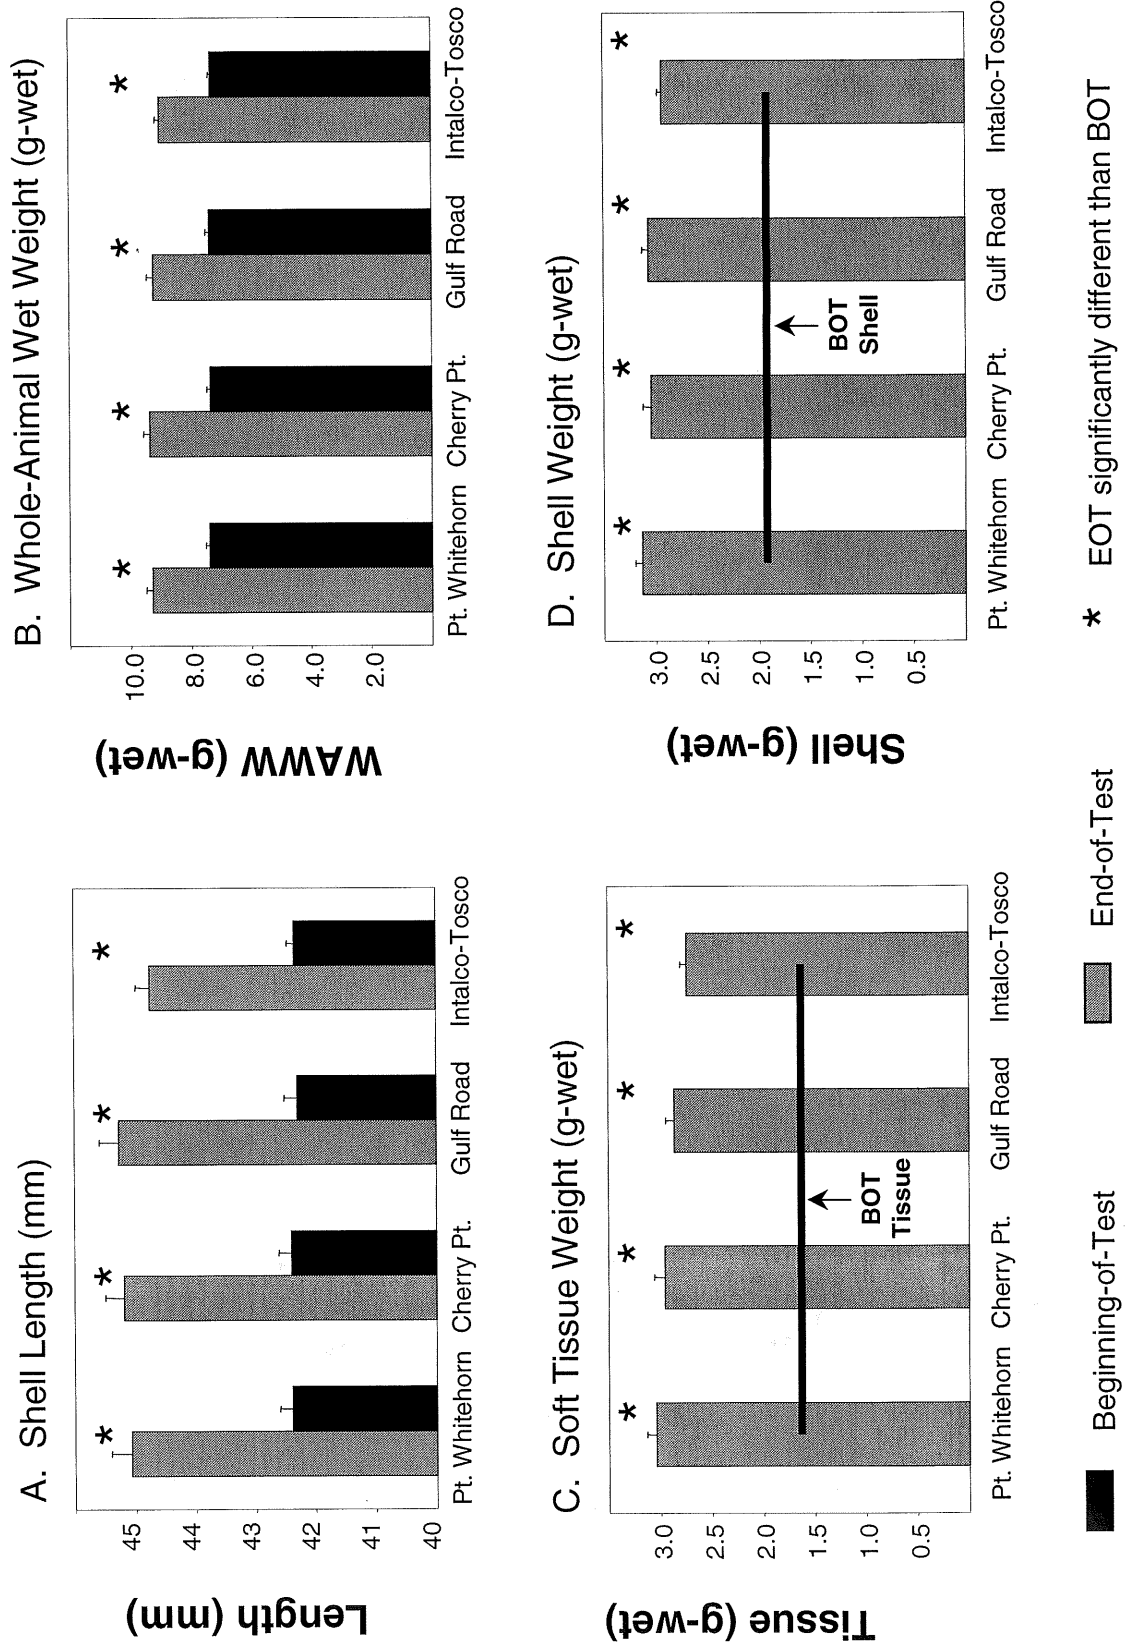 A. Shell Length (mm)
Length (mm)
45
44
43
42
41
40
* * * *
Pt. Whitehorn Cherry Pt. Gulf Road Intalco-Tosco
B. Whole-Animal Wet Weight (g-wet)
WAWW (g-wet)
10.0
8.0
6.0
4.0
2.0
* * * *
Pt. Whitehorn Cherry Pt. Gulf Road Intalco-Tosco
C. Soft Tissue Weight (g-wet)
Tissue (g-wet)
3.0
2.5
2.0
1.5
1.0
0.5
* * * *
BOT
Tissue
Pt. Whitehorn Cherry Pt. Gulf Road Intalco-Tosco
D. Shell Weight (g-wet)
Shell (g-wet)
3.0
2.5
2.0
1.5
1.0
0.5
* * * *
BOT
Shell
Pt. Whitehorn Cherry Pt. Gulf Road Intalco-Tosco
Beginning-of-Test
End-of-Test
* EOT significantly different than BOT